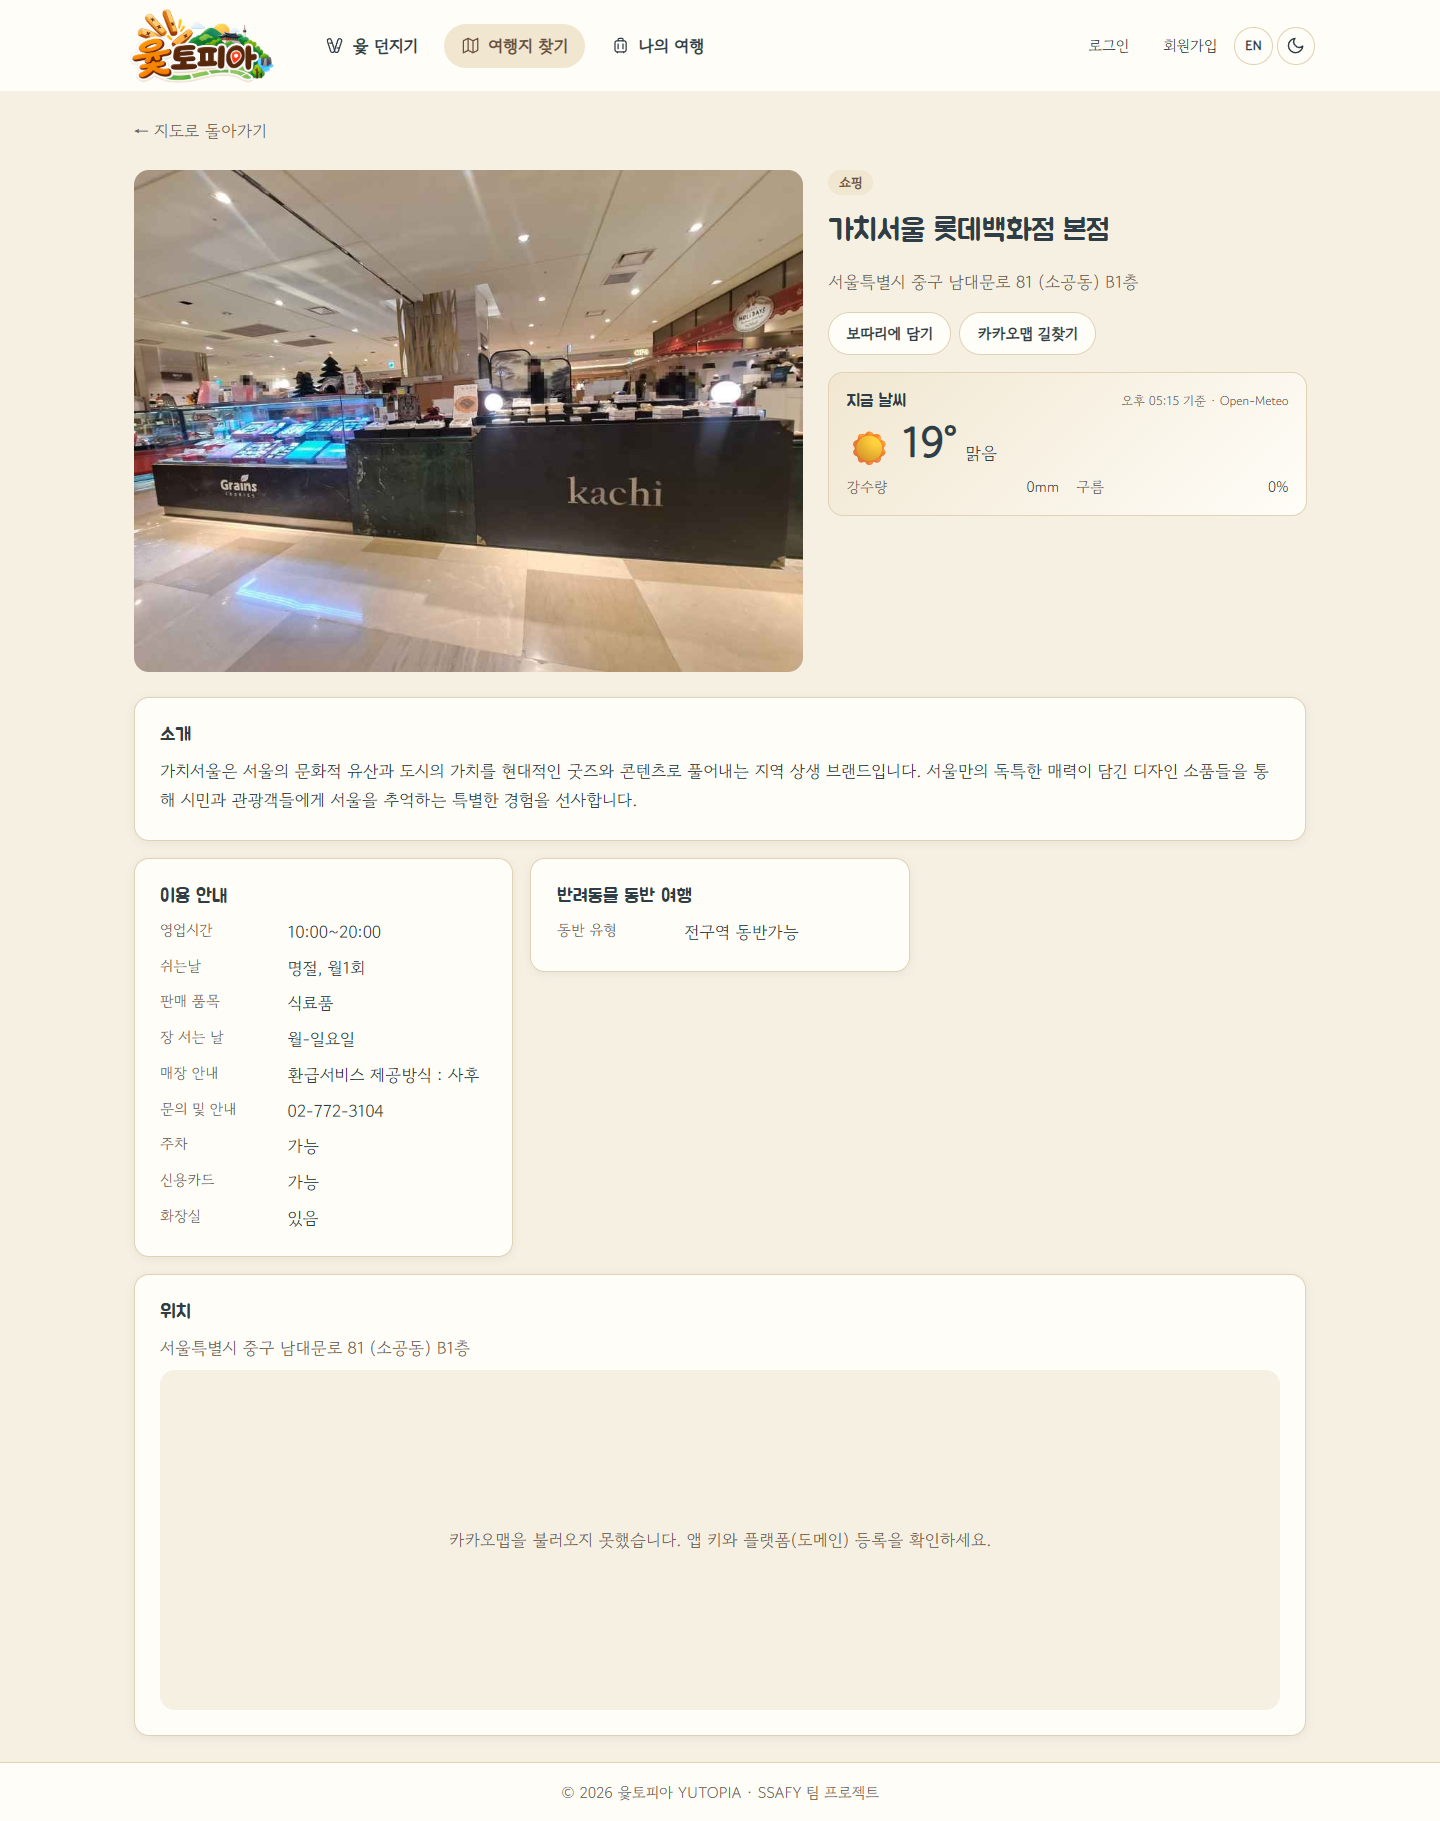 윷토피아
윷 던지기
여행지 찾기
나의 여행
로그인
회원가입
EN
← 지도로 돌아가기
HOLIDAYS
Grains
COOKIES
kachi
쇼핑
가치서울 롯데백화점 본점
서울특별시 중구 남대문로 81 (소공동) B1층
보따리에 담기
카카오맵 길찾기
지금 날씨
오후 05:15 기준 · Open-Meteo
19° 맑음
강수량 0mm 구름 0%
소개
가치서울은 서울의 문화적 유산과 도시의 가치를 현대적인 굿즈와 콘텐츠로 풀어내는 지역 상생 브랜드입니다. 서울만의 독특한 매력이 담긴 디자인 소품들을 통
해 시민과 관광객들에게 서울을 추억하는 특별한 경험을 선사합니다.
이용 안내
영업시간 10:00~20:00
쉬는날 명절, 월1회
판매 품목 식료품
장 서는 날 월-일요일
매장 안내 환급서비스 제공방식 : 사후
문의 및 안내 02-772-3104
주차 가능
신용카드 가능
화장실 있음
반려동물 동반 여행
동반 유형 전구역 동반가능
위치
서울특별시 중구 남대문로 81 (소공동) B1층
카카오맵을 불러오지 못했습니다. 앱 키와 플랫폼(도메인) 등록을 확인하세요.
© 2026 윷토피아 YUTOPIA · SSAFY 팀 프로젝트